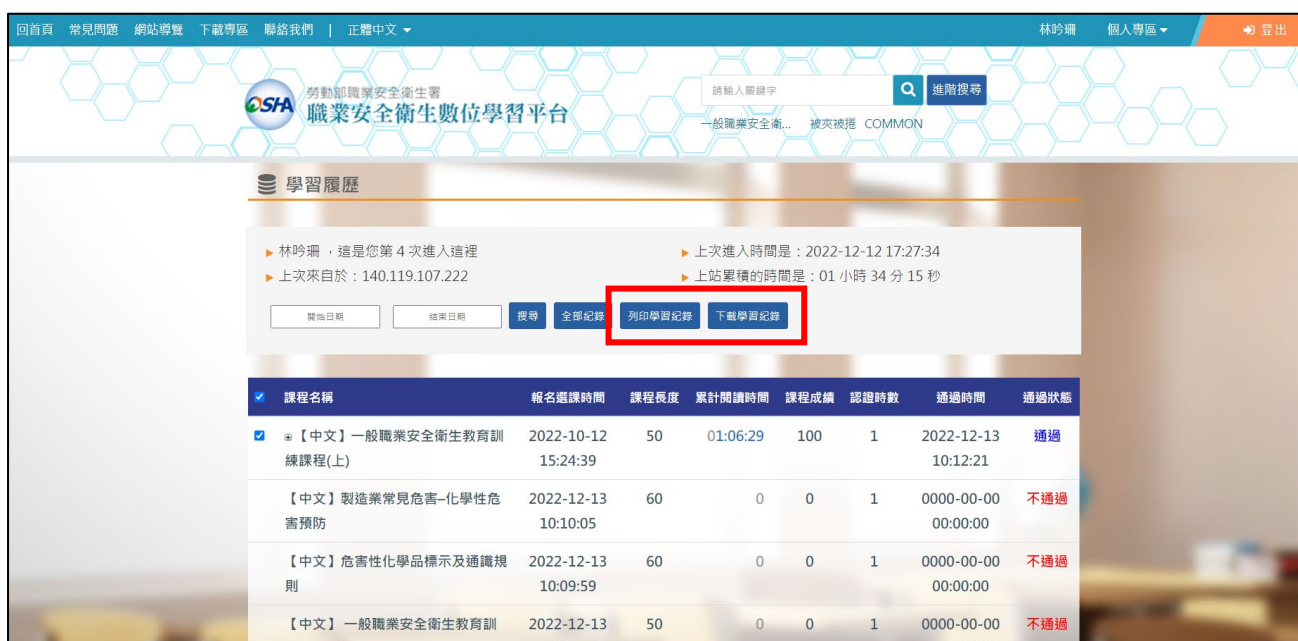 回首頁 常見問題 網站導覽 下載專區 聯絡我們 | 正體中文 林吟珊 個人專區 登出
OSHA 勞動部職業安全衛生署
職業安全衛生數位學習平台
請輸入關鍵字 進階搜尋
一般職業安全衛... 被夾被捲 COMMON
學習履歷
林吟珊 ,這是您第 4 次進入這裡 上次進入時間是:2022-12-12 17:27:34
上次來自於:140.119.107.222 上站累積的時間是:01 小時 34 分 15 秒
開始日期 結束日期 搜尋 全部紀錄 列印學習紀錄 下載學習紀錄
課程名稱 報名選課時間 課程長度 累計閱讀時間 課程成績 認證時數 通過時間 通過狀態
【中文】一般職業安全衛生教育訓 2022-10-12 50 01:06:29 100 1 2022-12-13 通過
練課程(上) 15:24:39 10:12:21
【中文】製造業常見危害–化學性危 2022-12-13 60 0 0 1 0000-00-00 不通過
害預防 10:10:05 00:00:00
【中文】危害性化學品標示及通識規 2022-12-13 60 0 0 1 0000-00-00 不通過
則 10:09:59 00:00:00
【中文】 一般職業安全衛生教育訓 2022-12-13 50 0 0 1 0000-00-00 不通過